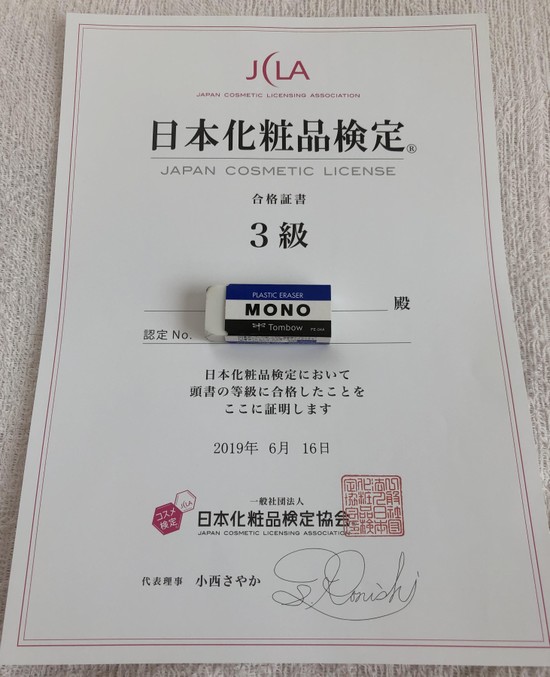 JCLA
JAPAN COSMETIC LICENSING ASSOCIATION
日本化粧品検定®
JAPAN COSMETIC LICENSE
合格証書
3級
殿
PLASTIC ERASER
MONO
Tombow
認定 No.
日本化粧品検定において
頭書の等級に合格したことを
ここに証明します
2019年 6月 16日
コスメ
検定
JCLA
一般社団法人
日本化粧品検定協会
JAPAN COSMETIC LICENSING ASSOCIATION
代表理事 小西さやか